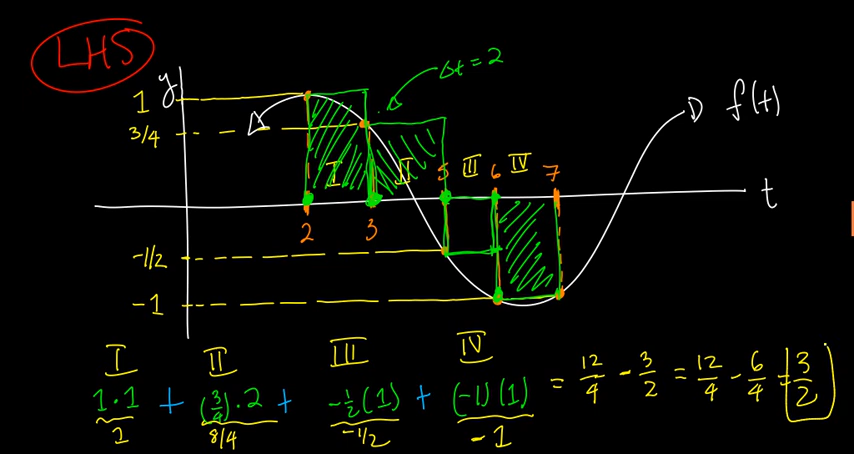 LHS
y
Δt = 2
f(t)
1
3/4
I II 5 III 6 IV 7
t
2 3
-1/2
-1
I II III IV
1·1 + (3/4)·2 + -1/2(1) + (-1)(1) = 12/4 - 3/2 = 12/4 - 6/4 = 3/2
1 8/4 -1/2 -1